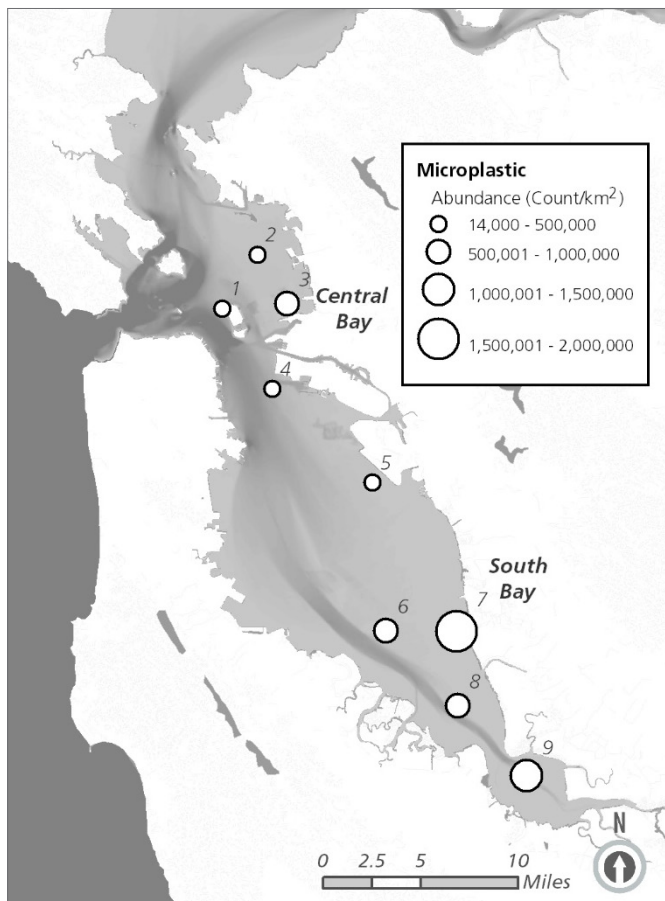 Microplastic
Abundance (Count/km²)
14,000 - 500,000
500,001 - 1,000,000
1,000,001 - 1,500,000
1,500,001 - 2,000,000
2
1
3
Central
Bay
4
5
South
Bay
7
6
8
9
N
0 2.5 5 10
Miles